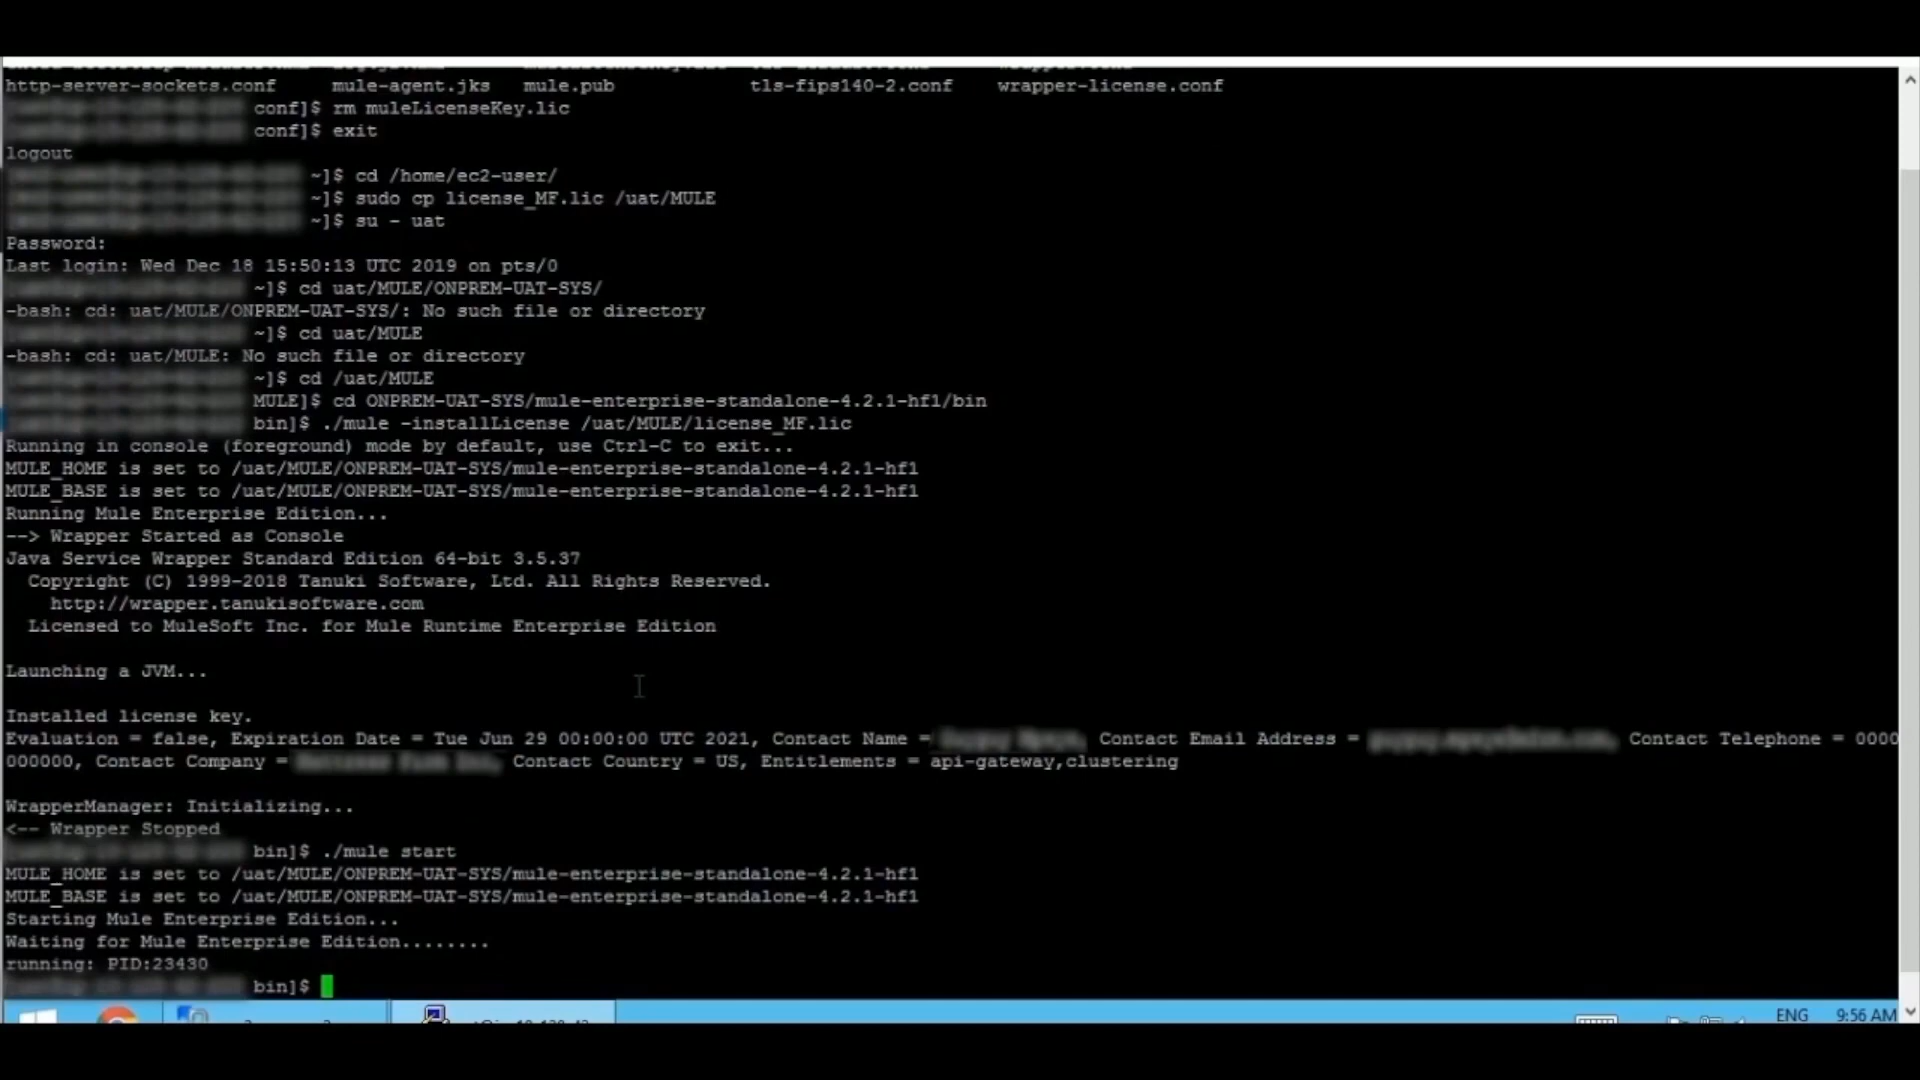 http-server-sockets.conf mule-agent.jks mule.pub tls-fips140-2.conf wrapper-license.conf
conf]$ rm muleLicenseKey.lic
conf]$ exit
logout
~]$ cd /home/ec2-user/
~]$ sudo cp license_MF.lic /uat/MULE
~]$ su - uat
Password:
Last login: Wed Dec 18 15:50:13 UTC 2019 on pts/0
~]$ cd uat/MULE/ONPREM-UAT-SYS/
-bash: cd: uat/MULE/ONPREM-UAT-SYS/: No such file or directory
~]$ cd uat/MULE
-bash: cd: uat/MULE: No such file or directory
~]$ cd /uat/MULE
MULE]$ cd ONPREM-UAT-SYS/mule-enterprise-standalone-4.2.1-hf1/bin
bin]$ ./mule -installLicense /uat/MULE/license_MF.lic
Running in console (foreground) mode by default, use Ctrl-C to exit...
MULE_HOME is set to /uat/MULE/ONPREM-UAT-SYS/mule-enterprise-standalone-4.2.1-hf1
MULE_BASE is set to /uat/MULE/ONPREM-UAT-SYS/mule-enterprise-standalone-4.2.1-hf1
Running Mule Enterprise Edition...
--> Wrapper Started as Console
Java Service Wrapper Standard Edition 64-bit 3.5.37
Copyright (C) 1999-2018 Tanuki Software, Ltd. All Rights Reserved.
http://wrapper.tanukisoftware.com
Licensed to MuleSoft Inc. for Mule Runtime Enterprise Edition
Launching a JVM...
Installed license key.
Evaluation = false, Expiration Date = Tue Jun 29 00:00:00 UTC 2021, Contact Name = Contact Email Address = Contact Telephone = 0000
000000, Contact Company = Contact Country = US, Entitlements = api-gateway,clustering
WrapperManager: Initializing...
<-- Wrapper Stopped
bin]$ ./mule start
MULE_HOME is set to /uat/MULE/ONPREM-UAT-SYS/mule-enterprise-standalone-4.2.1-hf1
MULE_BASE is set to /uat/MULE/ONPREM-UAT-SYS/mule-enterprise-standalone-4.2.1-hf1
Starting Mule Enterprise Edition...
Waiting for Mule Enterprise Edition........
running: PID:23430
bin]$
ENG 9:56 AM